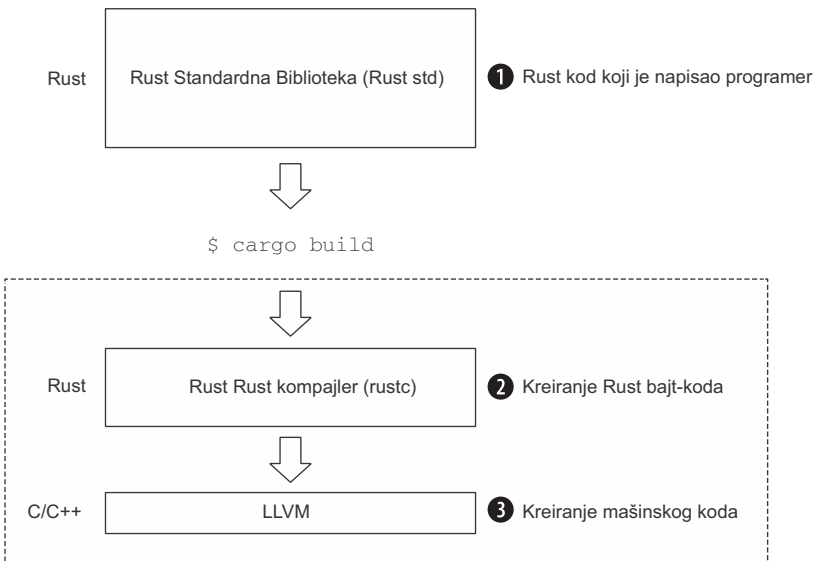 Rust
Rust Standardna Biblioteka (Rust std)
1 Rust kod koji je napisao programer
$ cargo build
Rust
Rust Rust kompajler (rustc)
2 Kreiranje Rust bajt-koda
C/C++
LLVM
3 Kreiranje mašinskog koda